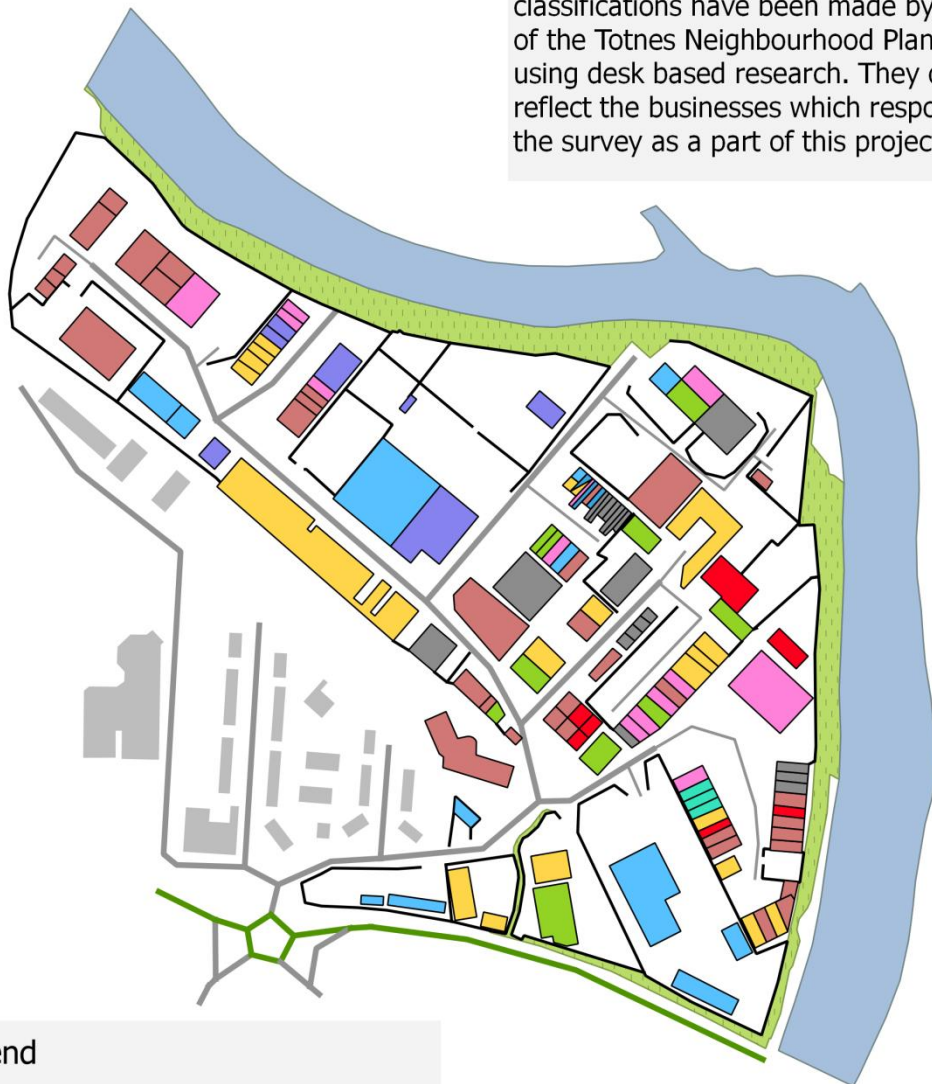 classifications have been made by
of the Totnes Neighbourhood Plan
using desk based research. They
reflect the businesses which
the survey as a part of this